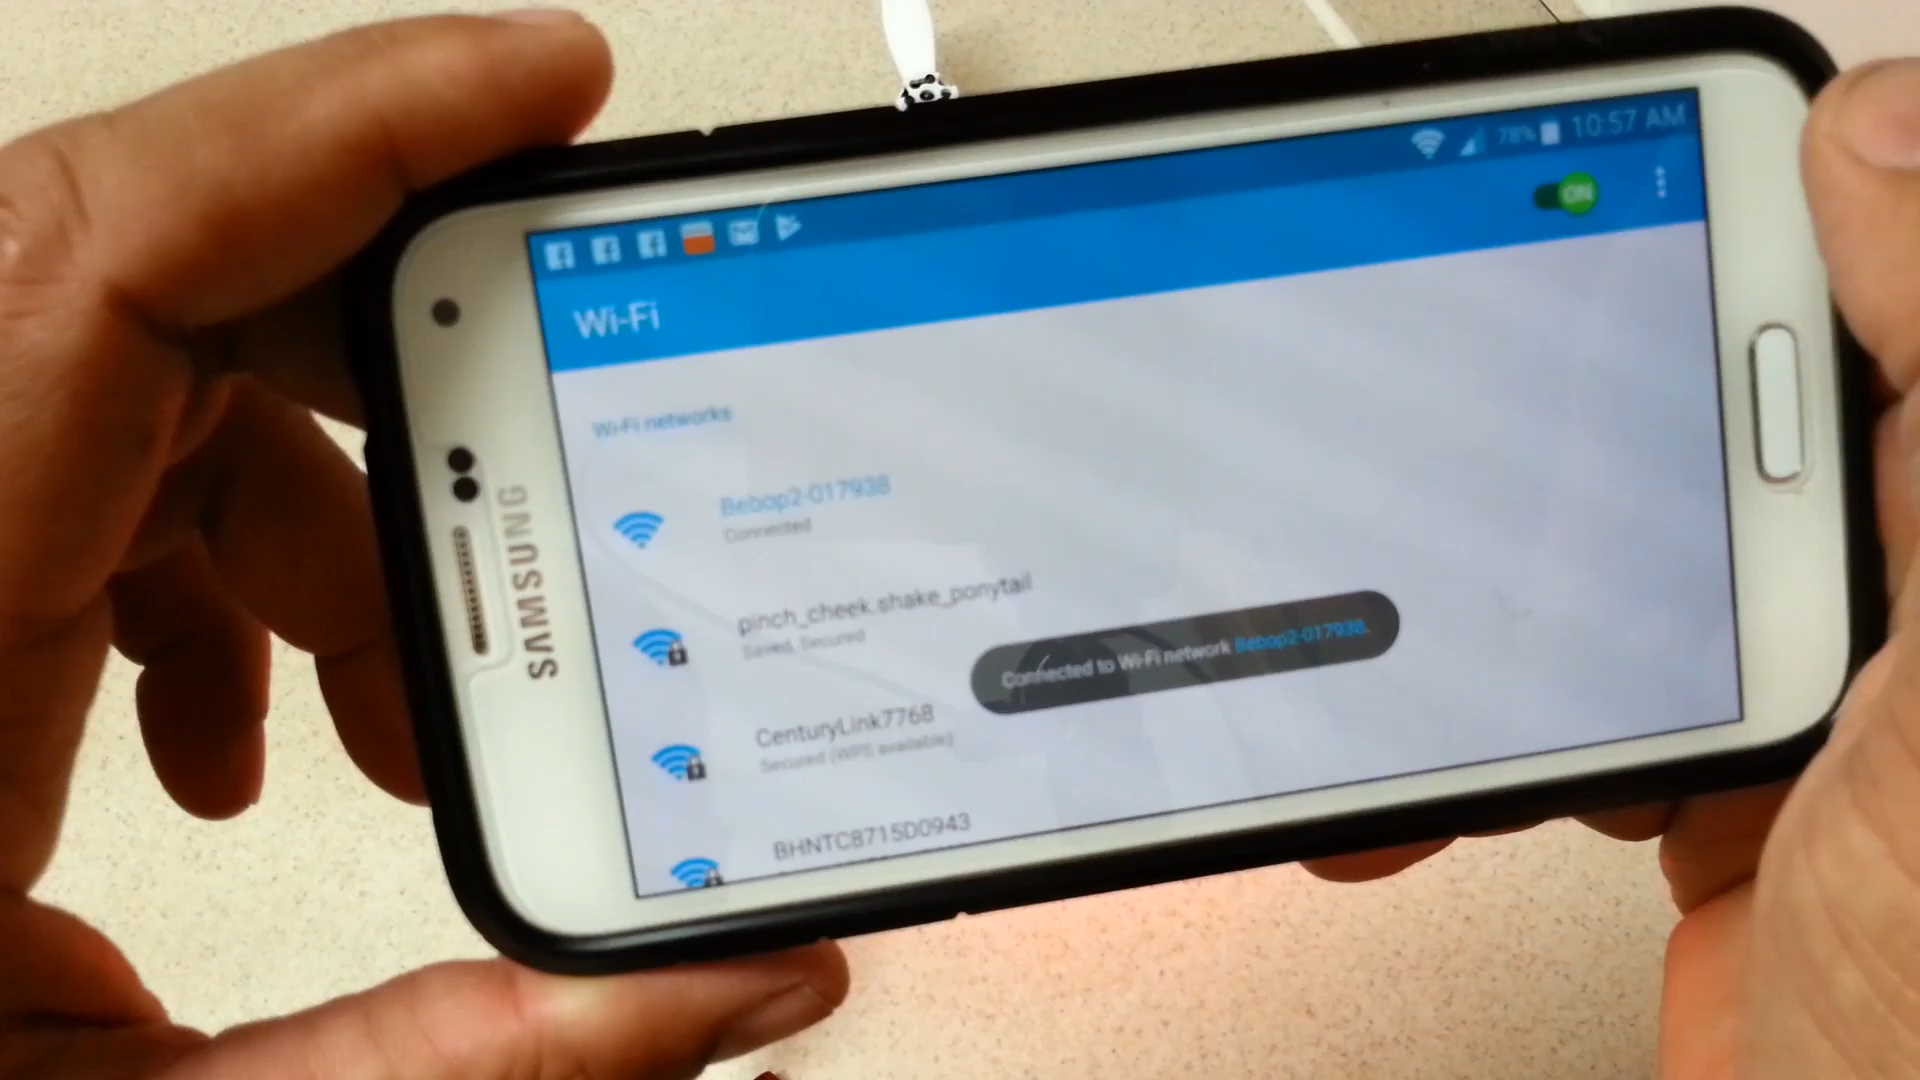 78% 10:57 AM
ON
Wi-Fi
Wi-Fi networks
Bebop2-017938
Connected
pinch_cheek.shake_ponytail
Saved, Secured
Connected to Wi-Fi network Bebop2-017938.
CenturyLink7768
Secured (WPS available)
BHNTC8715D0943
SAMSUNG